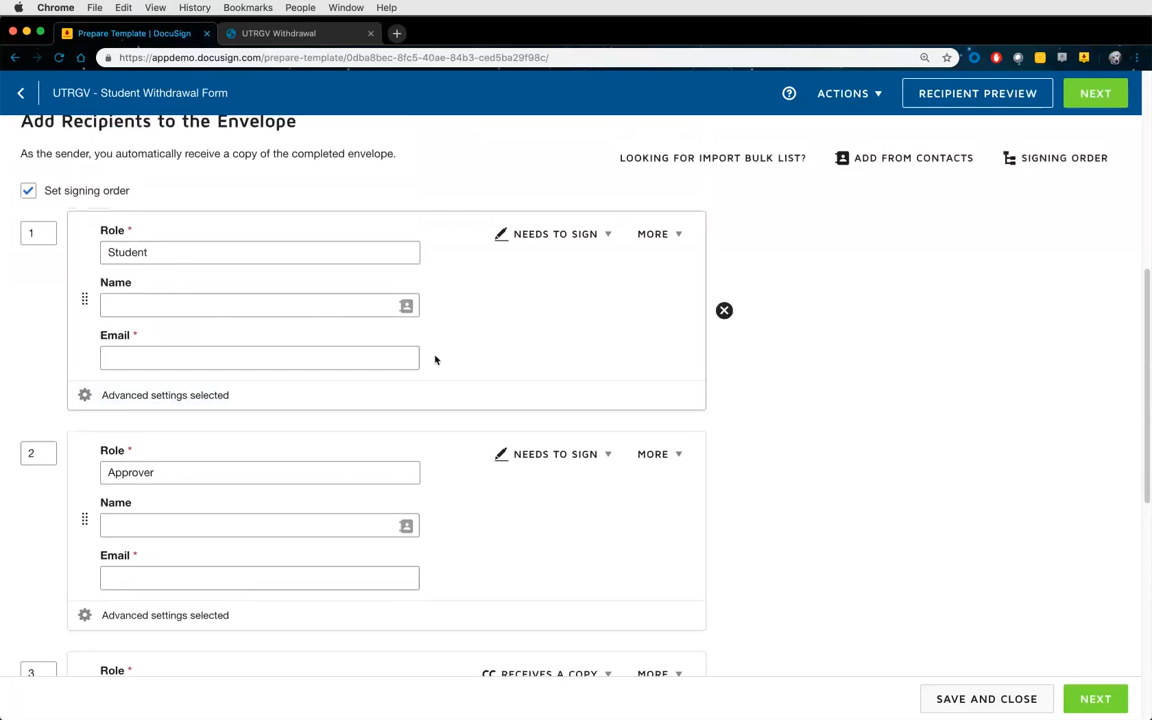 Chrome File Edit View History Bookmarks People Window Help
Prepare Template | DocuSign × UTRGV Withdrawal × +
https://appdemo.docusign.com/prepare-template/0dba8bec-8fc5-40ae-84b3-ced5ba29f98c/
UTRGV - Student Withdrawal Form ? ACTIONS RECIPIENT PREVIEW NEXT
Add Recipients to the Envelope
As the sender, you automatically receive a copy of the completed envelope.
LOOKING FOR IMPORT BULK LIST? ADD FROM CONTACTS SIGNING ORDER
Set signing order
1
Role *
NEEDS TO SIGN MORE
Student
Name
Email *
Advanced settings selected
2
Role *
NEEDS TO SIGN MORE
Approver
Name
Email *
Advanced settings selected
3
Role *
CC RECEIVES A COPY MORE
SAVE AND CLOSE NEXT